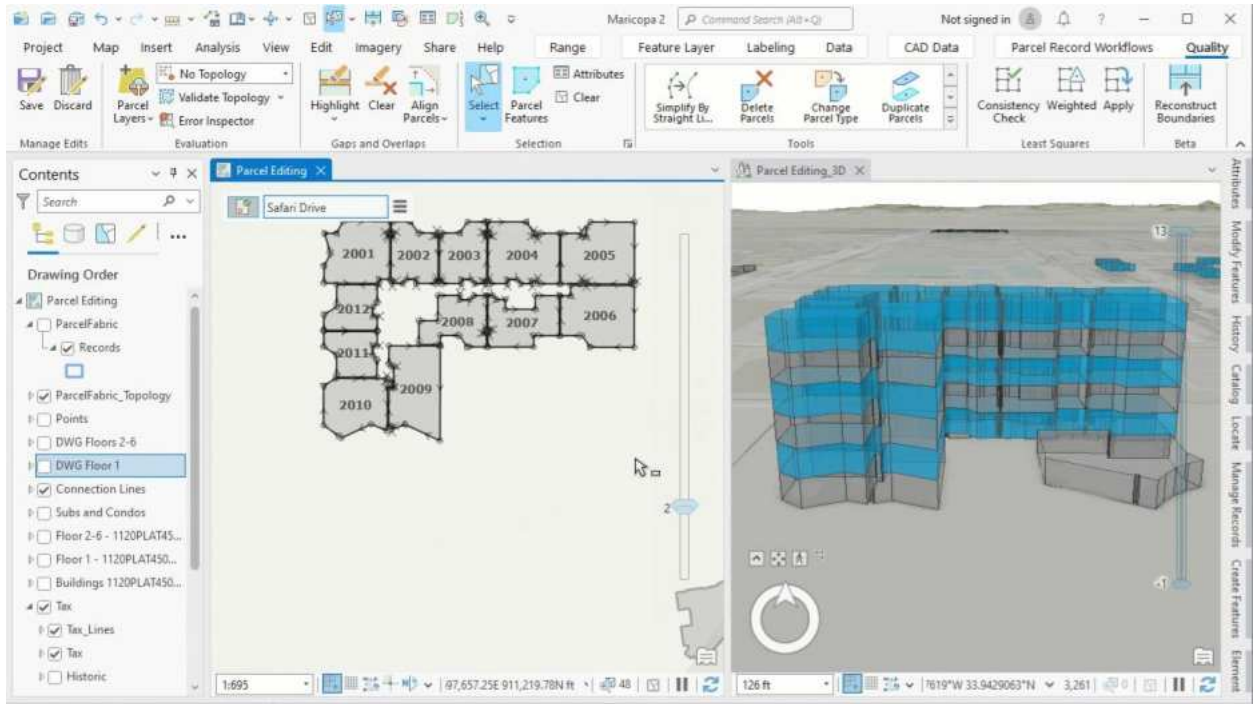 Maricopa 2
Command Search (Alt+Q)
Not signed in
?
Project Map Insert Analysis View Edit Imagery Share Help Range Feature Layer Labeling Data CAD Data Parcel Record Workflows Quality
Save
Discard
Manage Edits
Parcel
Layers
No Topology
Validate Topology
Error Inspector
Evaluation
Highlight
Clear
Align
Parcels
Gaps and Overlaps
Select
Parcel
Features
Attributes
Clear
Selection
Simplify By
Straight Li...
Delete
Parcels
Change
Parcel Type
Duplicate
Parcels
Tools
Consistency
Check
Weighted
Apply
Least Squares
Reconstruct
Boundaries
Beta
Contents
Search
Drawing Order
Parcel Editing
ParcelFabric
Records
ParcelFabric_Topology
Points
DWG Floors 2-6
DWG Floor 1
Connection Lines
Subs and Condos
Floor 2-6 - 1120PLAT45...
Floor 1 - 1120PLAT450...
Buildings 1120PLAT450...
Tax
Tax_Lines
Tax
Historic
Parcel Editing
Safari Drive
2001 2002 2003 2004 2005
2012 2008 2007 2006
2011
2009
2010
2
1:695
97,657.25E 911,219.78N ft
48
Parcel Editing_3D
13
-1
126 ft
?619°W 33.9429063°N
3,261
0
Attributes
Modify Features
History
Catalog
Locate
Manage Records
Create Features
Element